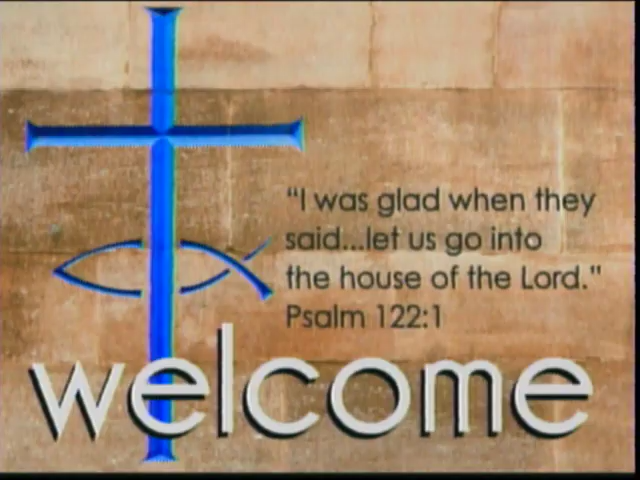 “I was glad when they
said...let us go into
the house of the Lord.”
Psalm 122:1
welcome